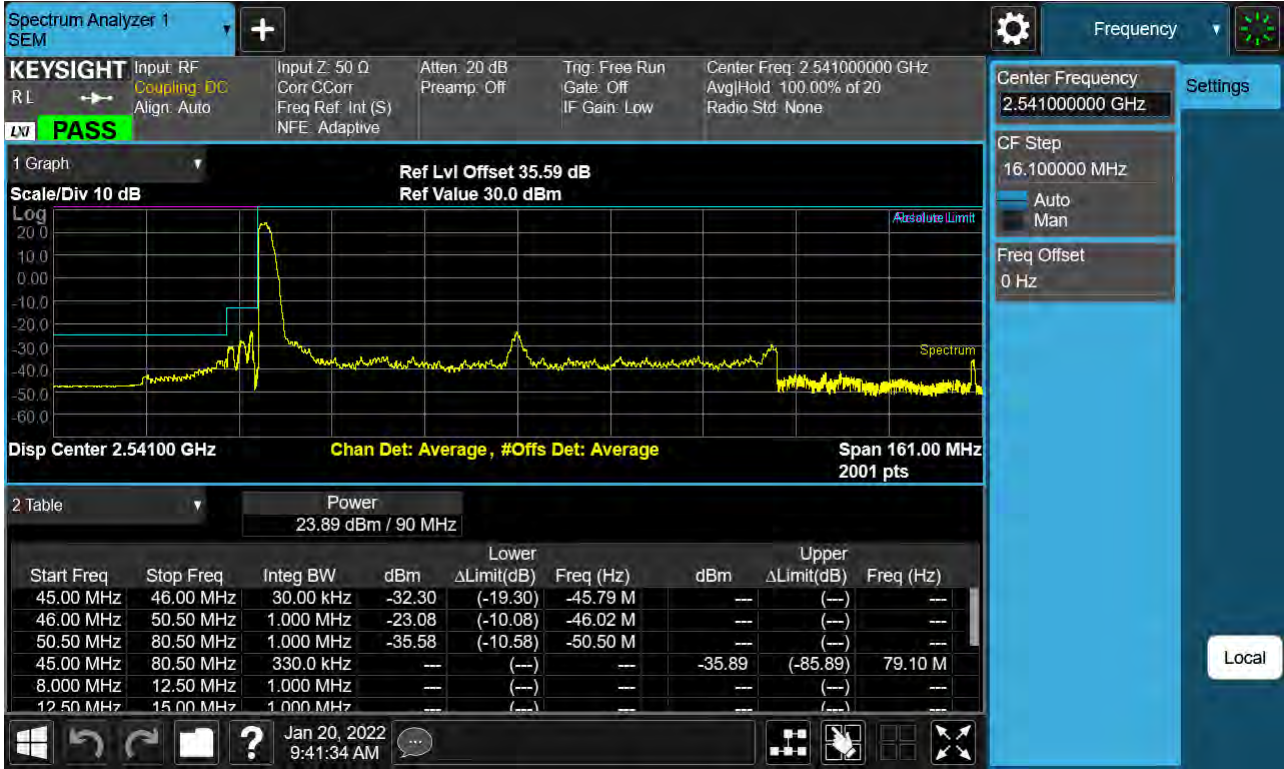 Spectrum Analyzer 1
SEM
+
Frequency
KEYSIGHT
RL
LXI
PASS
Input: RF
Coupling: DC
Align: Auto
Input Z: 50 Ω
Corr CCorr
Freq Ref: Int (S)
NFE: Adaptive
Atten: 20 dB
Preamp: Off
Trig: Free Run
Gate: Off
IF Gain: Low
Center Freq: 2.541000000 GHz
Avg|Hold: 100.00% of 20
Radio Std: None
Center Frequency
2.541000000 GHz
Settings
CF Step
16.100000 MHz
Auto
Man
Freq Offset
0 Hz
Local
1 Graph
Scale/Div 10 dB
Ref Lvl Offset 35.59 dB
Ref Value 30.0 dBm
Log
Absolute Limit
20.0
10.0
0.00
-10.0
-20.0
-30.0
-40.0
-50.0
-60.0
Spectrum
Disp Center 2.54100 GHz
Chan Det: Average, #Offs Det: Average
Span 161.00 MHz
2001 pts
2 Table
Power
23.89 dBm / 90 MHz
Lower Upper
Start Freq Stop Freq Integ BW dBm ΔLimit(dB) Freq (Hz) dBm ΔLimit(dB) Freq (Hz)
45.00 MHz 46.00 MHz 30.00 kHz -32.30 (-19.30) -45.79 M --- (---) ---
46.00 MHz 50.50 MHz 1.000 MHz -23.08 (-10.08) -46.02 M --- (---) ---
50.50 MHz 80.50 MHz 1.000 MHz -35.58 (-10.58) -50.50 M --- (---) ---
45.00 MHz 80.50 MHz 330.0 kHz --- (---) --- -35.89 (-85.89) 79.10 M
8.000 MHz 12.50 MHz 1.000 MHz --- (---) --- --- (---) ---
12.50 MHz 15.00 MHz 1.000 MHz --- (---) --- --- (---) ---
?
Jan 20, 2022
9:41:34 AM